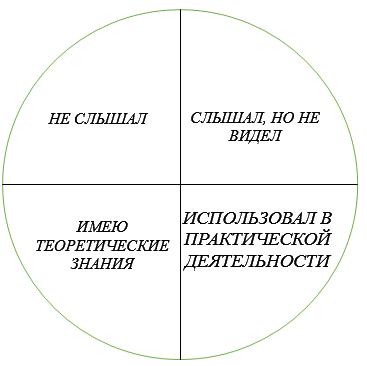 НЕ СЛЫШАЛ
СЛЫШАЛ, НО НЕ
ВИДЕЛ
ИМЕЮ
ТЕОРЕТИЧЕСКИЕ
ЗНАНИЯ
ИСПОЛЬЗОВАЛ В
ПРАКТИЧЕСКОЙ
ДЕЯТЕЛЬНОСТИ